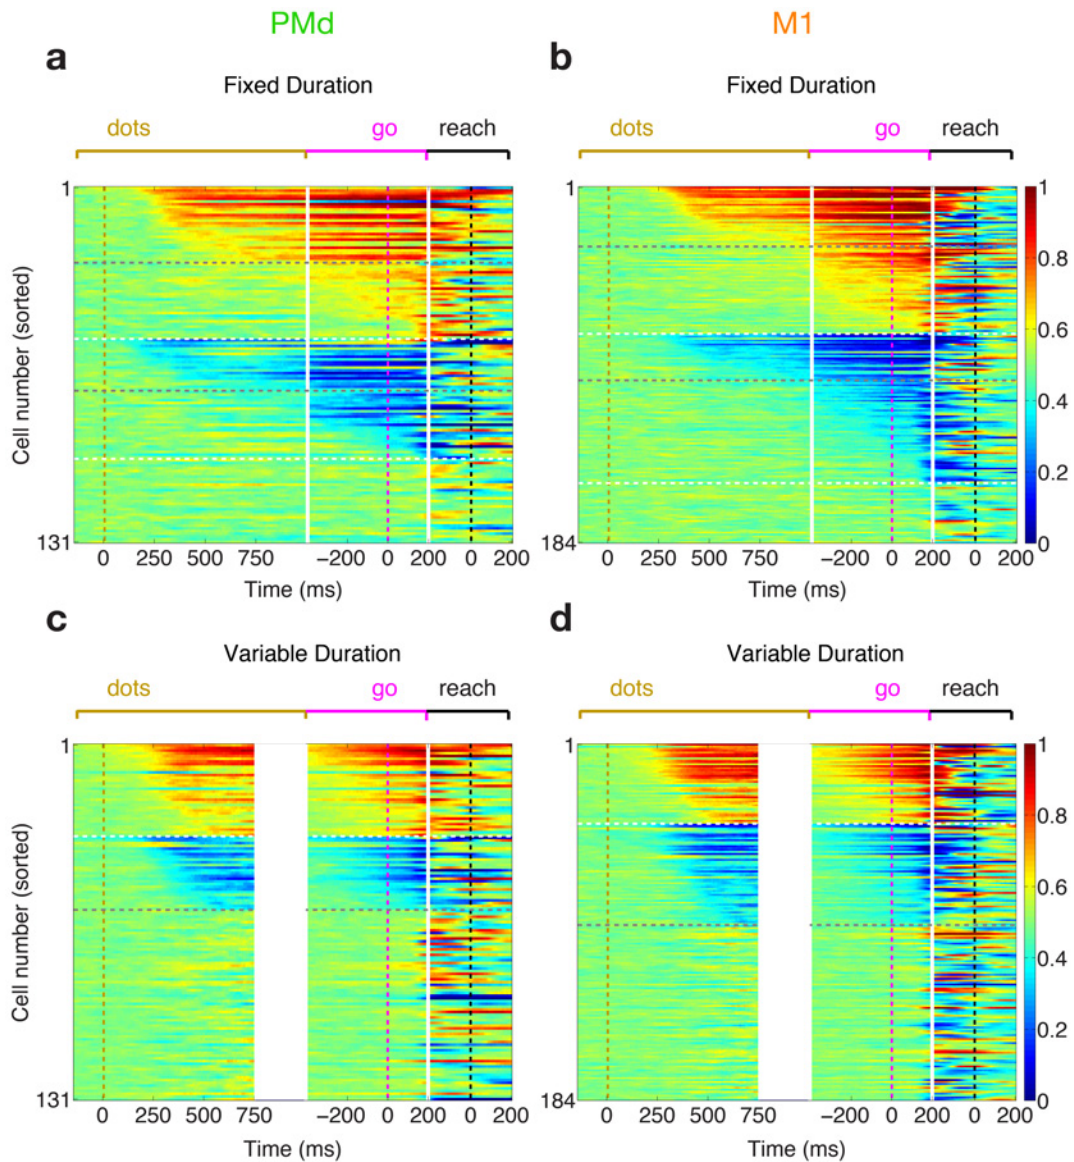 PMd
M1
a
b
Fixed Duration
Fixed Duration
dots
go
reach
dots
go
reach
Cell number (sorted)
1
131
1
184
1
0.8
0.6
0.4
0.2
0
0 250 500 750 −200 0 200 0 200
0 250 500 750 −200 0 200 0 200
Time (ms)
Time (ms)
c
d
Variable Duration
Variable Duration
dots
go
reach
dots
go
reach
Cell number (sorted)
1
131
1
184
1
0.8
0.6
0.4
0.2
0
0 250 500 750 −200 0 200 0 200
0 250 500 750 −200 0 200 0 200
Time (ms)
Time (ms)